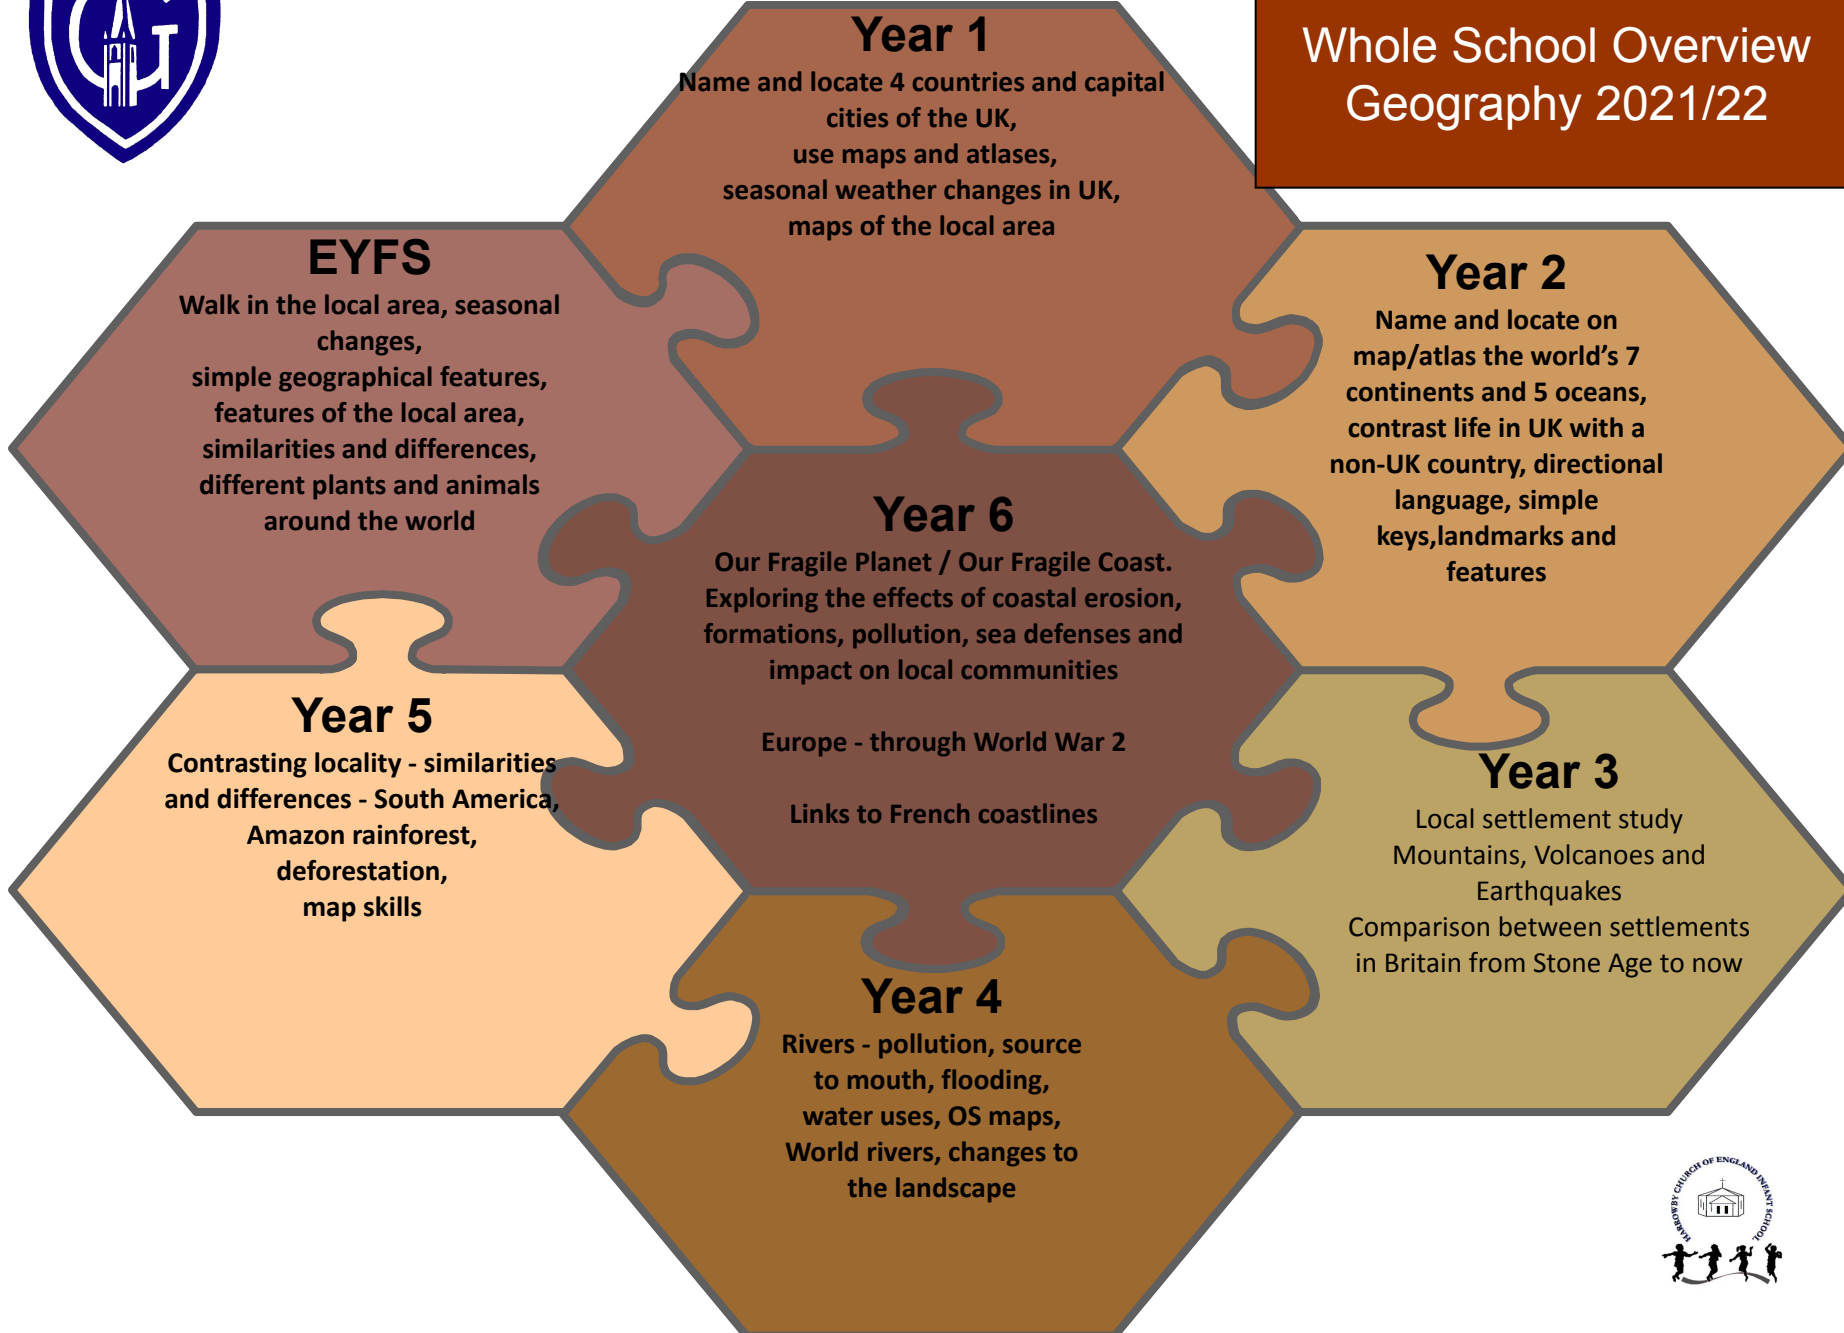 Whole School Overview
Geography 2021/22
Year 1
Name and locate 4 countries and capital
cities of the UK,
use maps and atlases,
seasonal weather changes in UK,
maps of the local area
EYFS
Walk in the local area, seasonal
changes,
simple geographical features,
features of the local area,
similarities and differences,
different plants and animals
around the world
Year 2
Name and locate on
map/atlas the world’s 7
continents and 5 oceans,
contrast life in UK with a
non-UK country, directional
language, simple
keys,landmarks and
features
Year 6
Our Fragile Planet / Our Fragile Coast.
Exploring the effects of coastal erosion,
formations, pollution, sea defenses and
impact on local communities
Europe - through World War 2
Links to French coastlines
Year 5
Contrasting locality - similarities
and differences - South America,
Amazon rainforest,
deforestation,
map skills
Year 3
Local settlement study
Mountains, Volcanoes and
Earthquakes
Comparison between settlements
in Britain from Stone Age to now
Year 4
Rivers - pollution, source
to mouth, flooding,
water uses, OS maps,
World rivers, changes to
the landscape
HARROWBY CHURCH OF ENGLAND INFANT SCHOOL